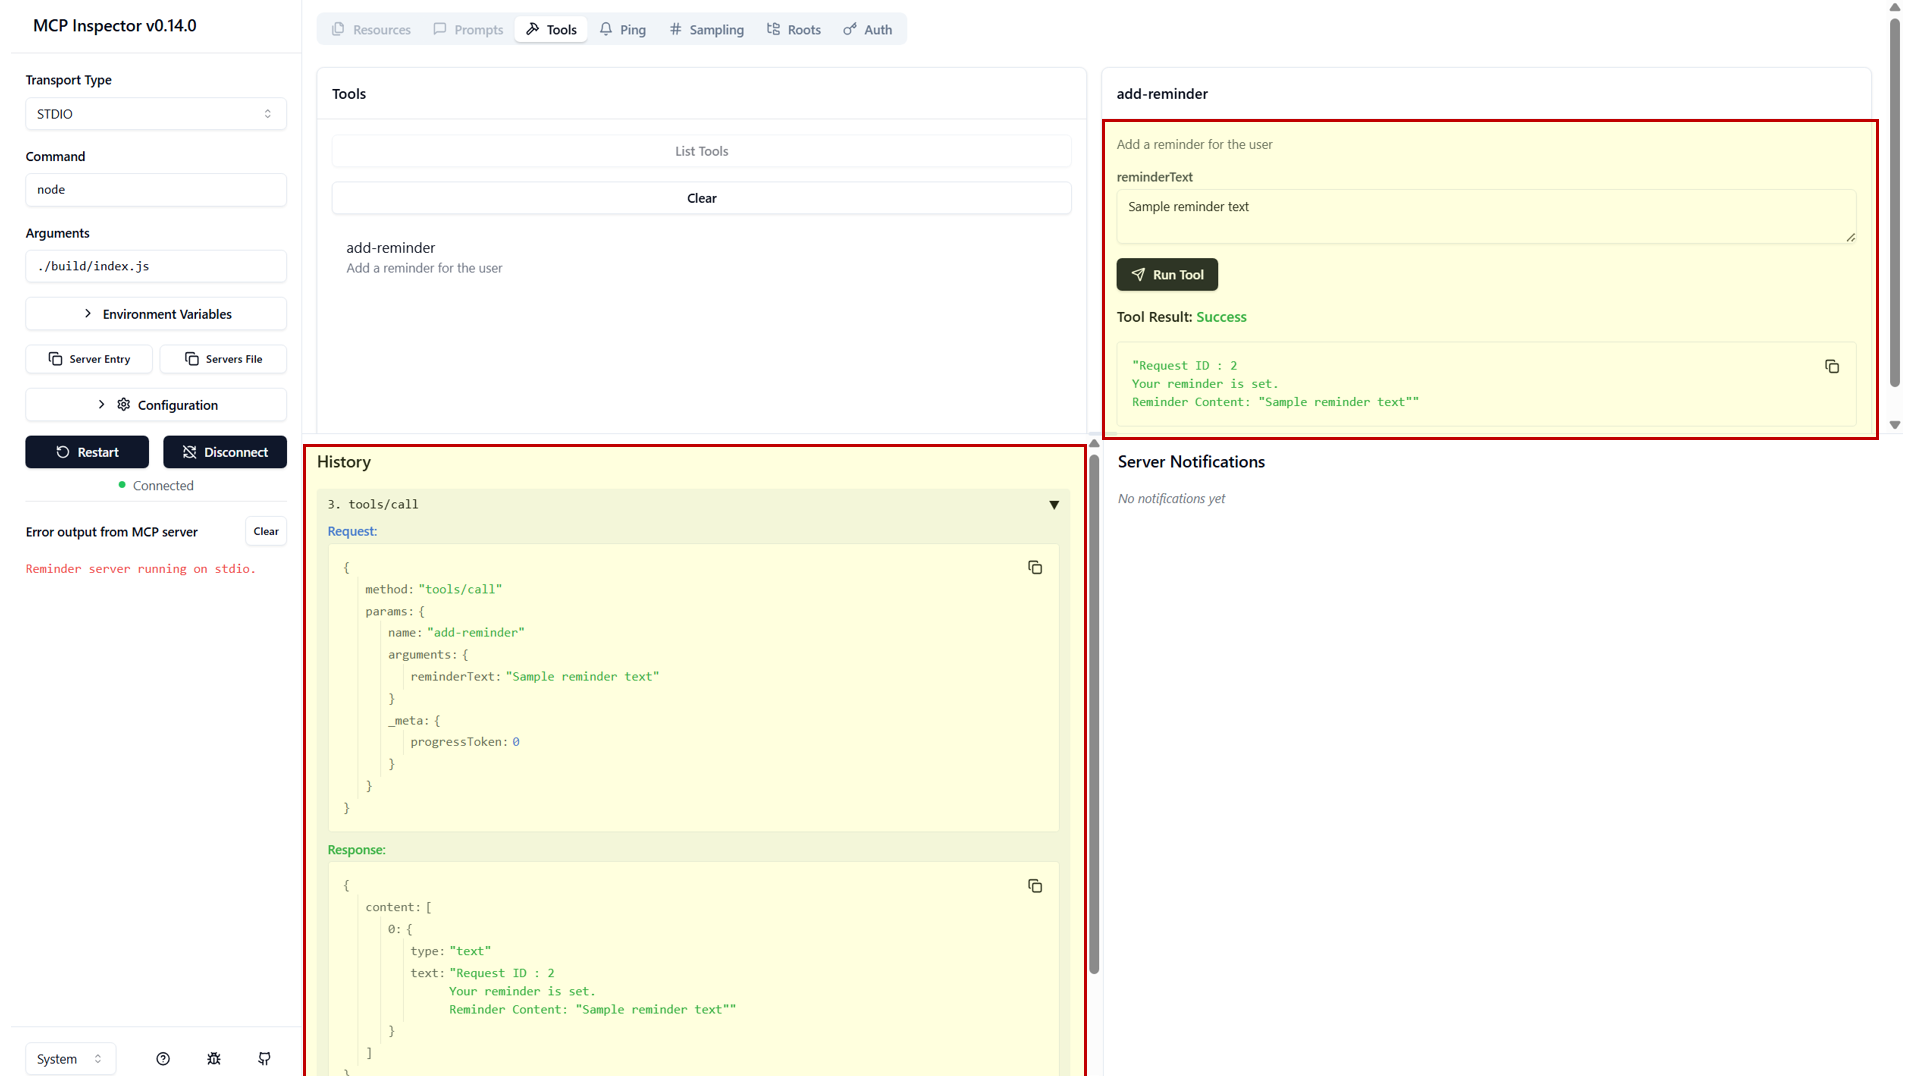 MCP Inspector v0.14.0
Transport Type
STDIO
Command
node
Arguments
./build/index.js
Environment Variables
Server Entry
Servers File
Configuration
Restart
Disconnect
Connected
Error output from MCP server
Clear
Reminder server running on stdio.
System
Resources
Prompts
Tools
Ping
Sampling
Roots
Auth
Tools
List Tools
Clear
add-reminder
Add a reminder for the user
add-reminder
Add a reminder for the user
reminderText
Sample reminder text
Run Tool
Tool Result: Success
"Request ID : 2
Your reminder is set.
Reminder Content: "Sample reminder text""
History
3. tools/call
Request:
{
method: "tools/call"
params: {
name: "add-reminder"
arguments: {
reminderText: "Sample reminder text"
}
_meta: {
progressToken: 0
}
}
}
Response:
{
content: [
0: {
type: "text"
text: "Request ID : 2
Your reminder is set.
Reminder Content: "Sample reminder text""
}
]
}
Server Notifications
No notifications yet